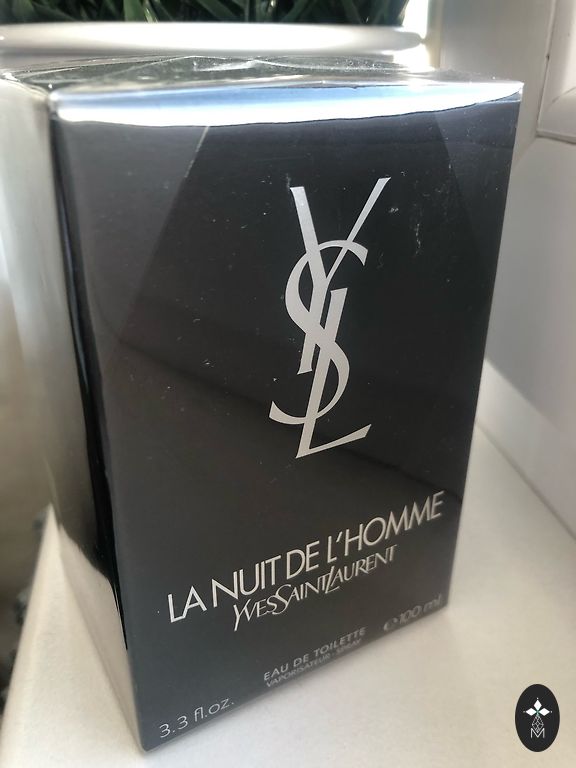 YSL
LA NUIT DE L'HOMME
YVESSAINTLAURENT
EAU DE TOILETTE
VAPORISATEUR - SPRAY
℮100 ml
3.3 fl.oz.
M